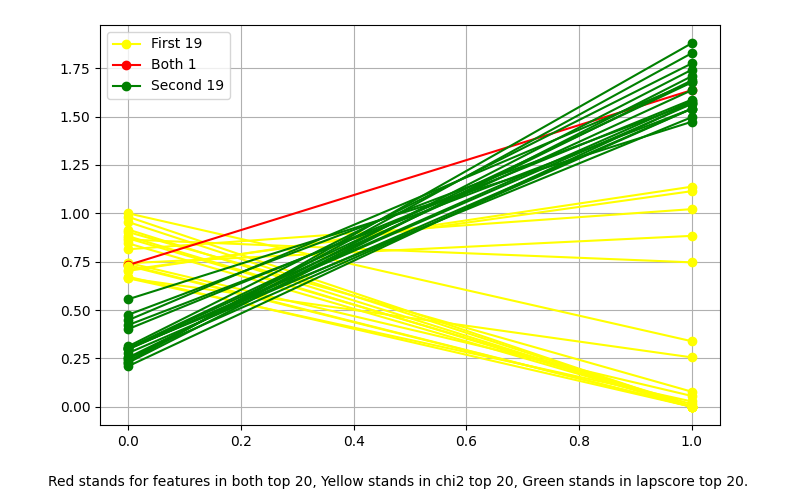 First 19
Both 1
Second 19
1.75
1.50
1.25
1.00
0.75
0.50
0.25
0.00
0.0 0.2 0.4 0.6 0.8 1.0
Red stands for features in both top 20, Yellow stands in chi2 top 20, Green stands in lapscore top 20.